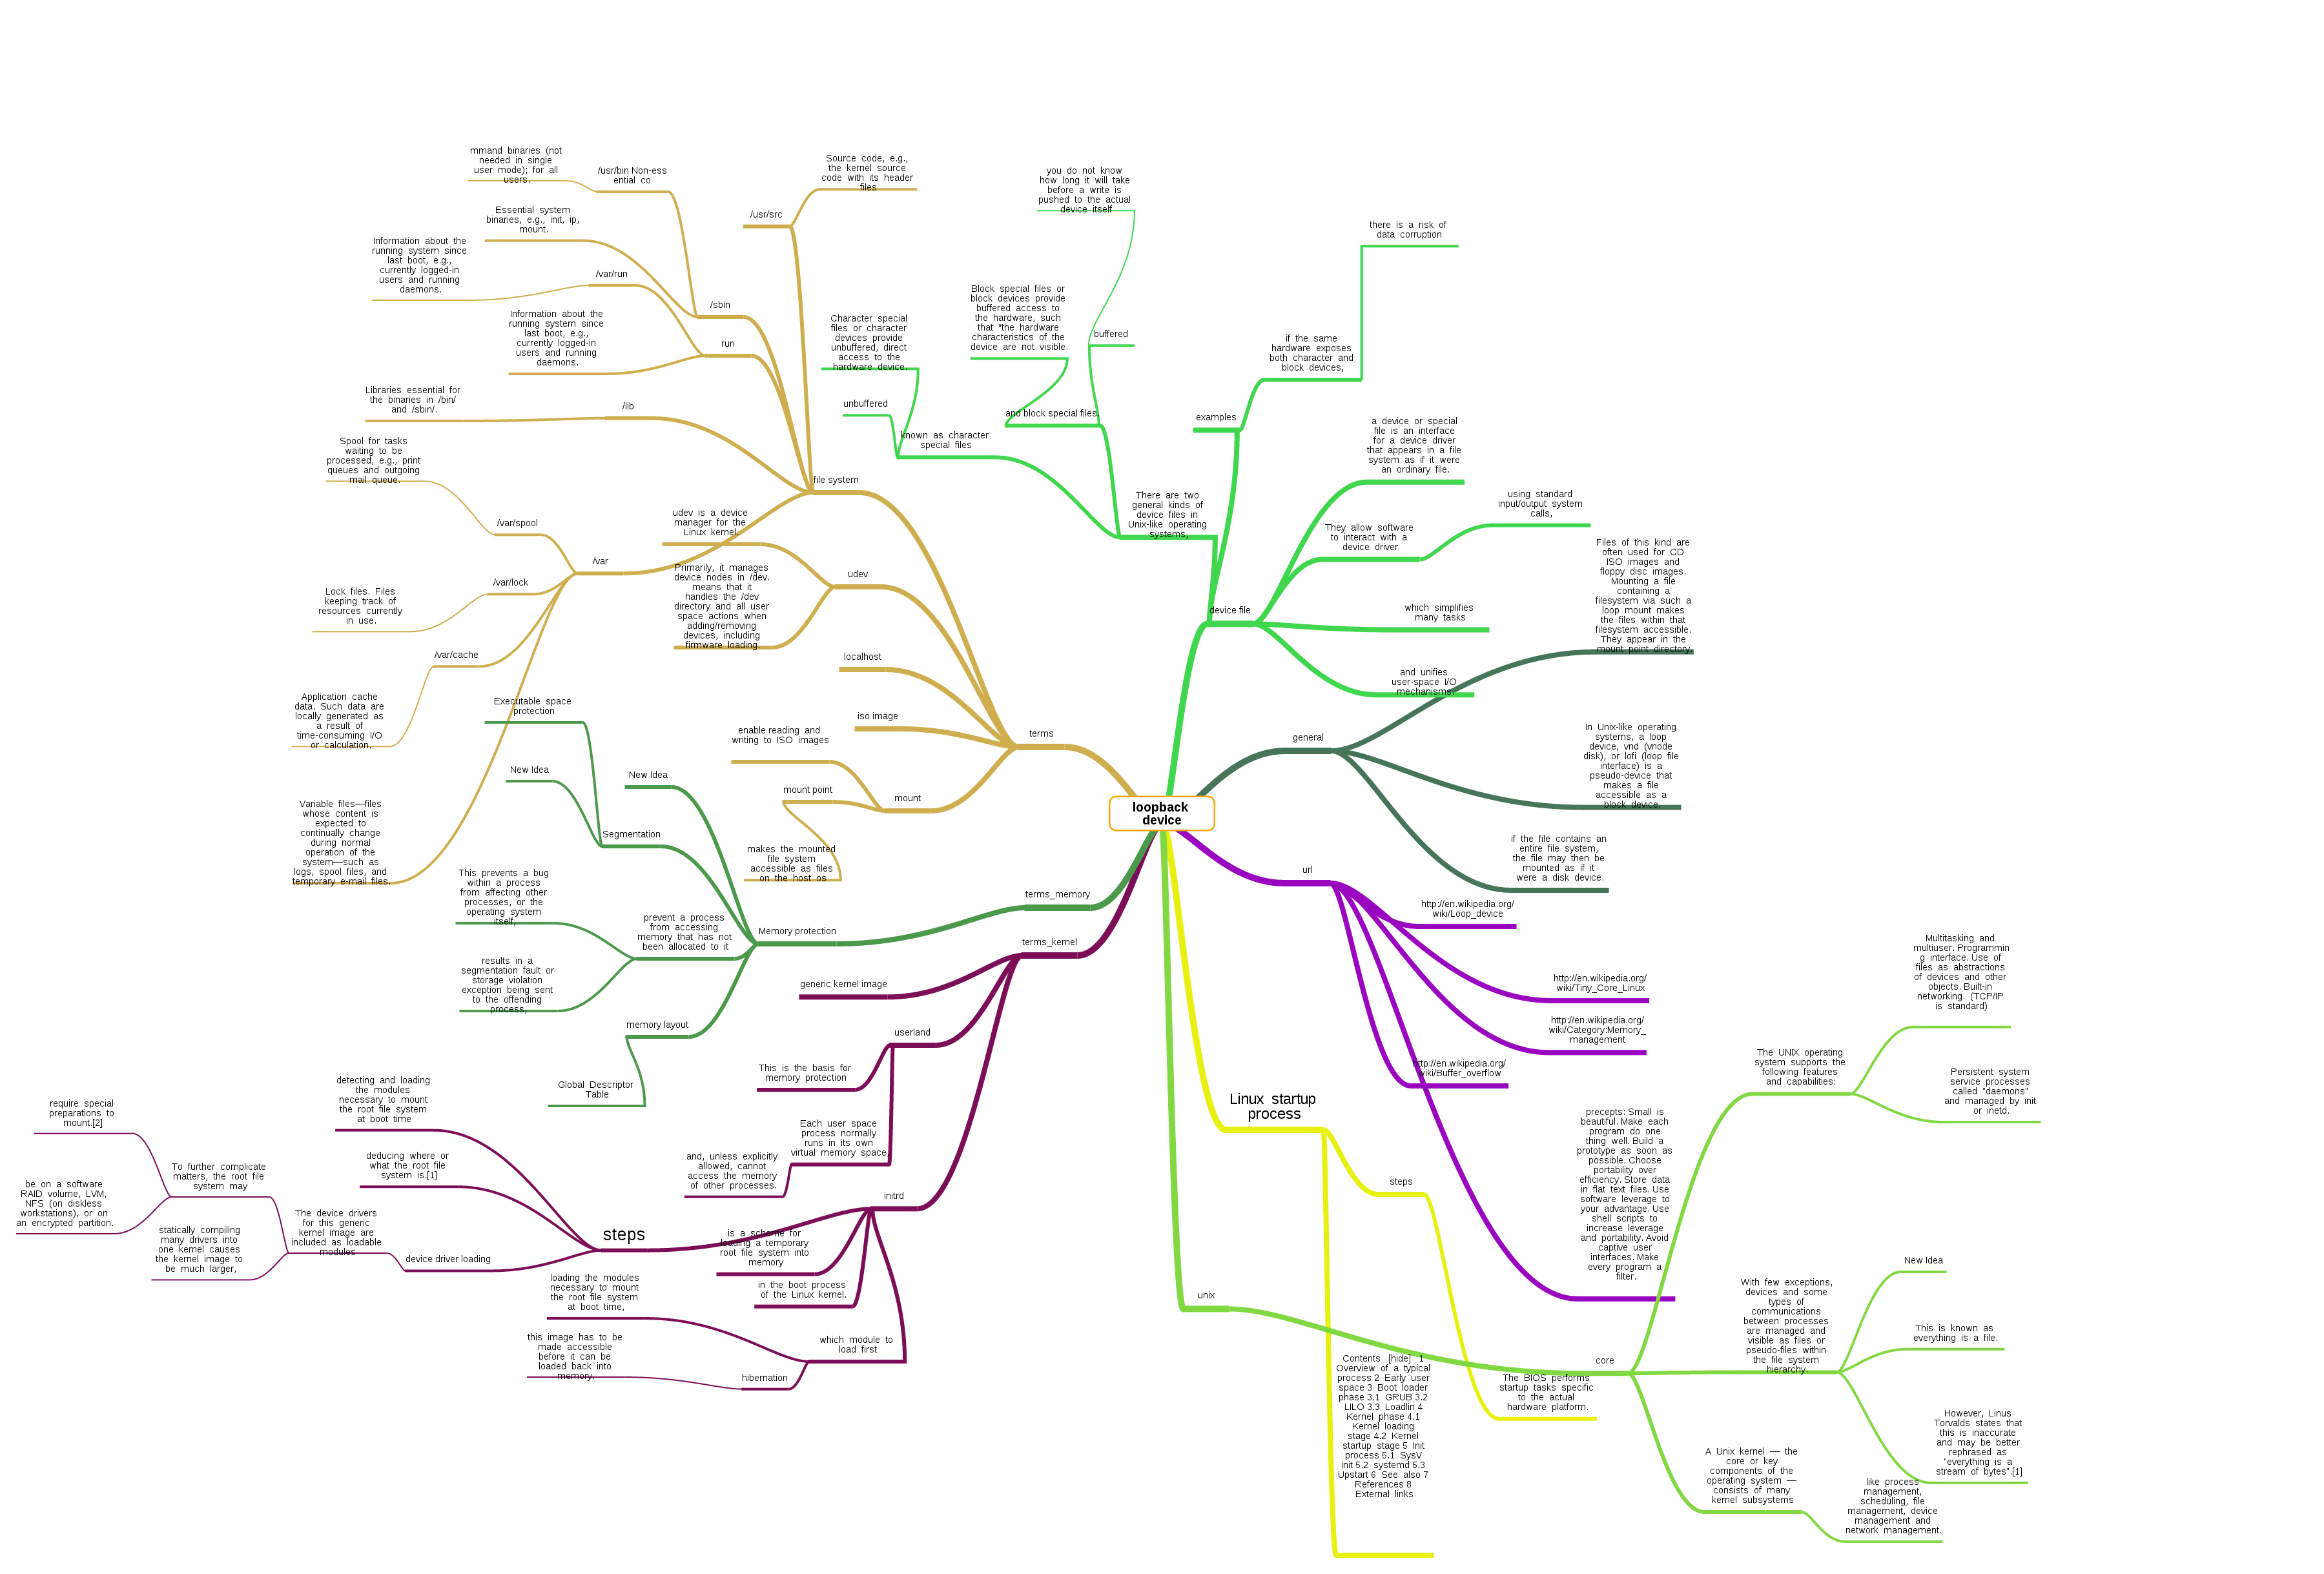 loopback
device
terms
file system
/usr/src
Source code, e.g.,
the kernel source
code with its header
files
/sbin
/usr/bin Non-ess
ential co
mmand binaries (not
needed in single
user mode); for all
users.
Essential system
binaries, e.g., init, ip,
mount.
run
/var/run
Information about the
running system since
last boot, e.g.,
currently logged-in
users and running
daemons.
Information about the
running system since
last boot, e.g.,
currently logged-in
users and running
daemons.
/lib
Libraries essential for
the binaries in /bin/
and /sbin/.
/var
/var/spool
Spool for tasks
waiting to be
processed, e.g., print
queues and outgoing
mail queue.
/var/lock
Lock files. Files
keeping track of
resources currently
in use.
/var/cache
Application cache
data. Such data are
locally generated as
a result of
time-consuming I/O
or calculation.
Variable files—files
whose content is
expected to
continually change
during normal
operation of the
system—such as
logs, spool files, and
temporary e-mail files.
udev
udev is a device
manager for the
Linux kernel.
Primarily, it manages
device nodes in /dev.
means that it
handles the /dev
directory and all user
space actions when
adding/removing
devices, including
firmware loading.
localhost
iso image
mount
enable reading and
writing to ISO images
mount point
makes the mounted
file system
accessible as files
on the host os
terms_memory
Memory protection
New Idea
Segmentation
Executable space
protection
New Idea
prevent a process
from accessing
memory that has not
been allocated to it
This prevents a bug
within a process
from affecting other
processes, or the
operating system
itself,
results in a
segmentation fault or
storage violation
exception being sent
to the offending
process,
memory layout
Global Descriptor
Table
terms_kernel
generic kernel image
userland
This is the basis for
memory protection
Each user space
process normally
runs in its own
virtual memory space,
and, unless explicitly
allowed, cannot
access the memory
of other processes.
initrd
steps
detecting and loading
the modules
necessary to mount
the root file system
at boot time
deducing where or
what the root file
system is.[1]
device driver loading
The device drivers
for this generic
kernel image are
included as loadable
modules
To further complicate
matters, the root file
system may
require special
preparations to
mount.[2]
be on a software
RAID volume, LVM,
NFS (on diskless
workstations), or on
an encrypted partition.
statically compiling
many drivers into
one kernel causes
the kernel image to
be much larger,
is a scheme for
loading a temporary
root file system into
memory
in the boot process
of the Linux kernel.
which module to
load first
loading the modules
necessary to mount
the root file system
at boot time,
hibernation
this image has to be
made accessible
before it can be
loaded back into
memory.
device file
There are two
general kinds of
device files in
Unix-like operating
systems,
known as character
special files
unbuffered
Character special
files or character
devices provide
unbuffered, direct
access to the
hardware device.
and block special files.
Block special files or
block devices provide
buffered access to
the hardware, such
that “the hardware
characteristics of the
device are not visible.
buffered
you do not know
how long it will take
before a write is
pushed to the actual
device itself
examples
if the same
hardware exposes
both character and
block devices,
there is a risk of
data corruption
a device or special
file is an interface
for a device driver
that appears in a file
system as if it were
an ordinary file.
They allow software
to interact with a
device driver
using standard
input/output system
calls,
which simplifies
many tasks
and unifies
user-space I/O
mechanisms.
general
Files of this kind are
often used for CD
ISO images and
floppy disc images.
Mounting a file
containing a
filesystem via such a
loop mount makes
the files within that
filesystem accessible.
They appear in the
mount point directory.
In Unix-like operating
systems, a loop
device, vnd (vnode
disk), or lofi (loop file
interface) is a
pseudo-device that
makes a file
accessible as a
block device.
if the file contains an
entire file system,
the file may then be
mounted as if it
were a disk device.
url
http://en.wikipedia.org/
wiki/Loop_device
http://en.wikipedia.org/
wiki/Tiny_Core_Linux
http://en.wikipedia.org/
wiki/Category:Memory_
management
http://en.wikipedia.org/
wiki/Buffer_overflow
precepts: Small is
beautiful. Make each
program do one
thing well. Build a
prototype as soon as
possible. Choose
portability over
efficiency. Store data
in flat text files. Use
software leverage to
your advantage. Use
shell scripts to
increase leverage
and portability. Avoid
captive user
interfaces. Make
every program a
filter.
Linux startup
process
steps
The BIOS performs
startup tasks specific
to the actual
hardware platform.
Contents [hide] 1
Overview of a typical
process 2 Early user
space 3 Boot loader
phase 3.1 GRUB 3.2
LILO 3.3 Loadlin 4
Kernel phase 4.1
Kernel loading
stage 4.2 Kernel
startup stage 5 Init
process 5.1 SysV
init 5.2 systemd 5.3
Upstart 6 See also 7
References 8
External links
unix
core
The UNIX operating
system supports the
following features
and capabilities:
Multitasking and
multiuser. Programmin
g interface. Use of
files as abstractions
of devices and other
objects. Built-in
networking. (TCP/IP
is standard)
Persistent system
service processes
called "daemons"
and managed by init
or inetd.
With few exceptions,
devices and some
types of
communications
between processes
are managed and
visible as files or
pseudo-files within
the file system
hierarchy.
New Idea
This is known as
everything is a file.
However, Linus
Torvalds states that
this is inaccurate
and may be better
rephrased as
"everything is a
stream of bytes".[1]
A Unix kernel — the
core or key
components of the
operating system —
consists of many
kernel subsystems
like process
management,
scheduling, file
management, device
management and
network management.